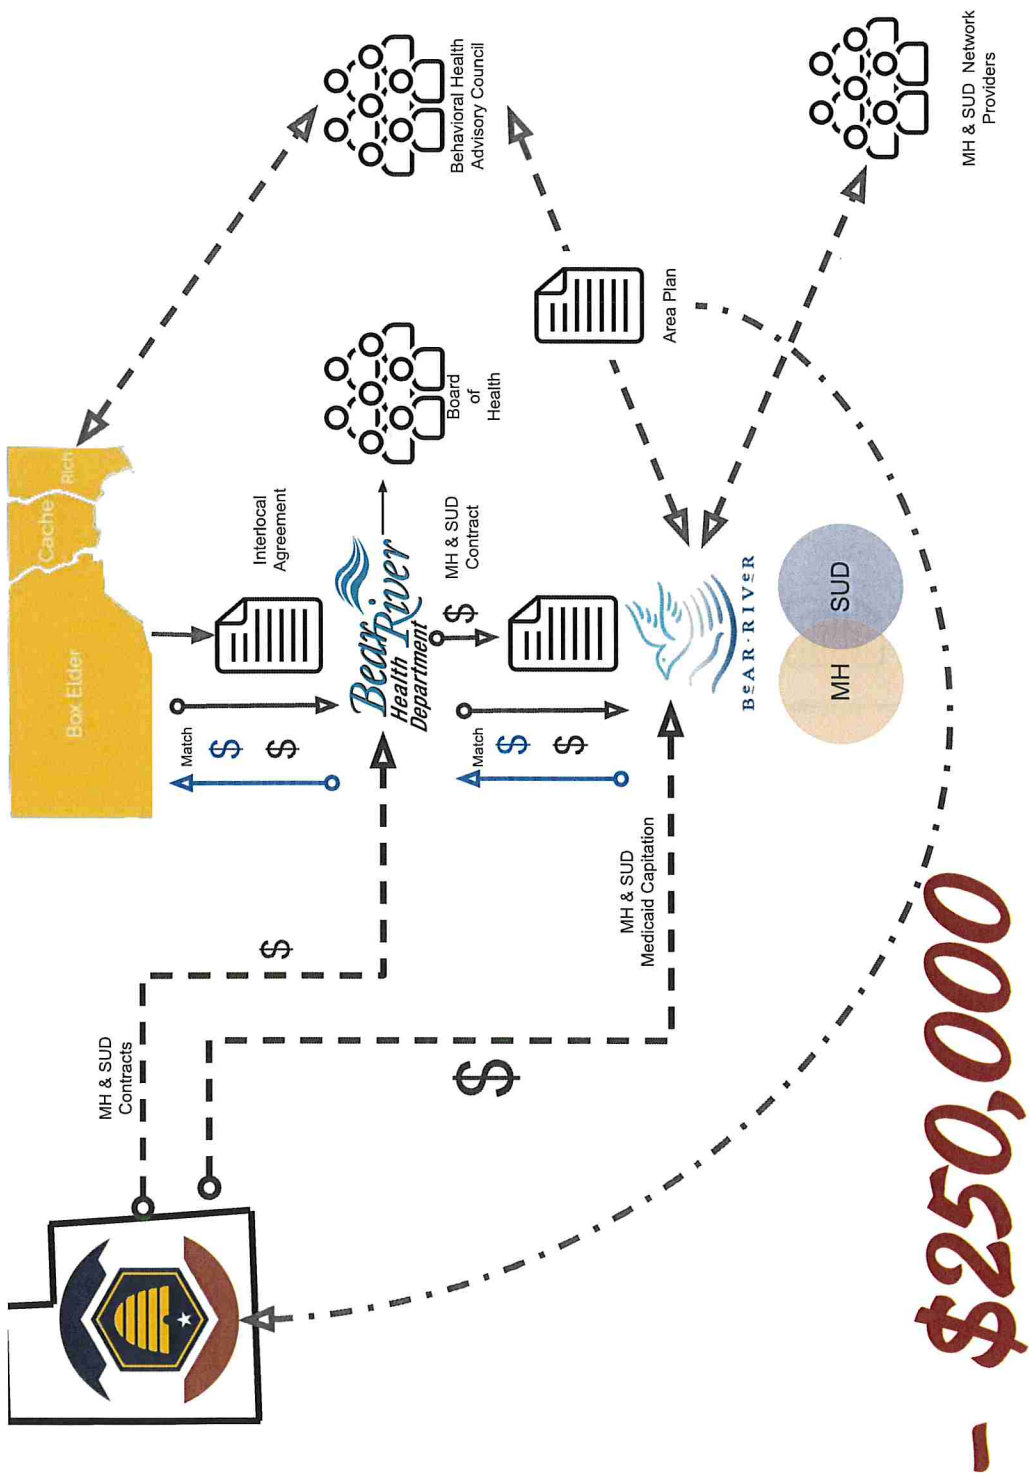 Box Elder
Cache
Rich
MH & SUD
Contracts
Match
$
$
Interlocal
Agreement
$
Bear River
Health
Department
Board
of
Health
Behavioral Health
Advisory Council
$
Match
$
$
MH & SUD
Contract
$
MH & SUD
Medicaid Capitation
Area Plan
BEAR·RIVER
MH
SUD
MH & SUD Network
Providers
– $250,000